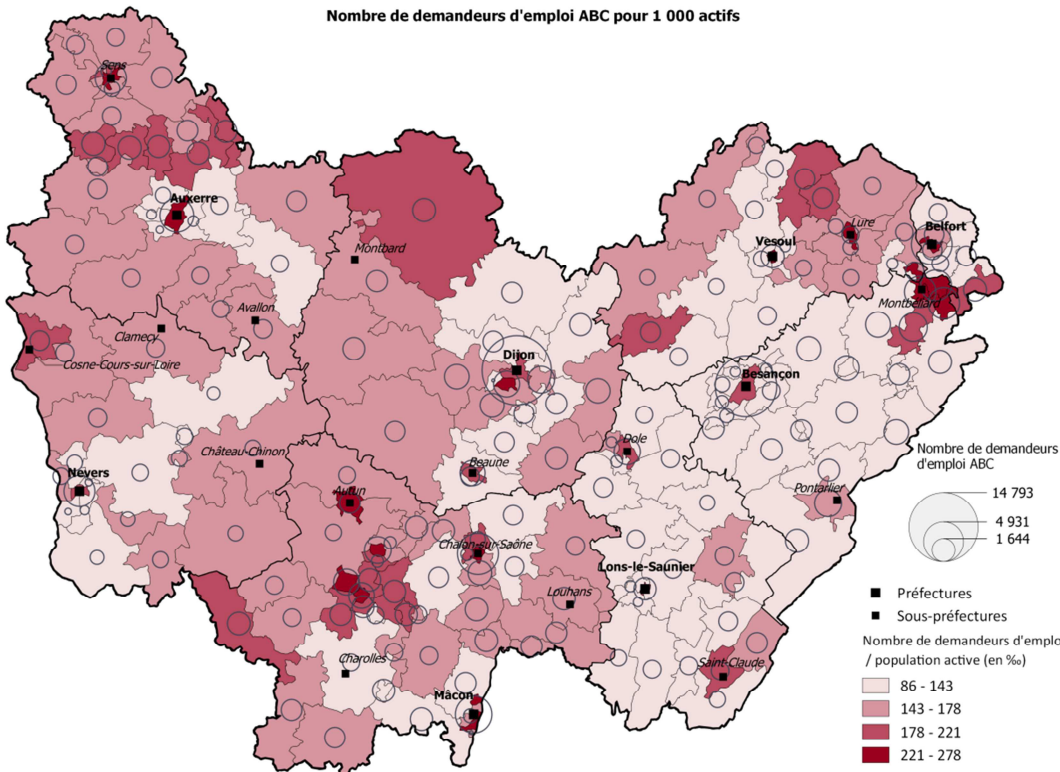 Nombre de demandeurs d'emploi ABC pour 1 000 actifs
Sens
Auxerre
Montbard
Lure
Belfort
Vesoul
Montbéliard
Avallon
Clamecy
Cosne-Cours-sur-Loire
Dijon
Besançon
Dole
Château-Chinon
Nevers
Beaune
Autun
Pontarlier
Chalon-sur-Saône
Lons-le-Saunier
Louhans
Charolles
Saint-Claude
Mâcon
Nombre de demandeurs
d'emploi ABC
14 793
4 931
1 644
Préfectures
Sous-préfectures
Nombre de demandeurs d'emplo
/ population active (en ‰)
86 - 143
143 - 178
178 - 221
221 - 278